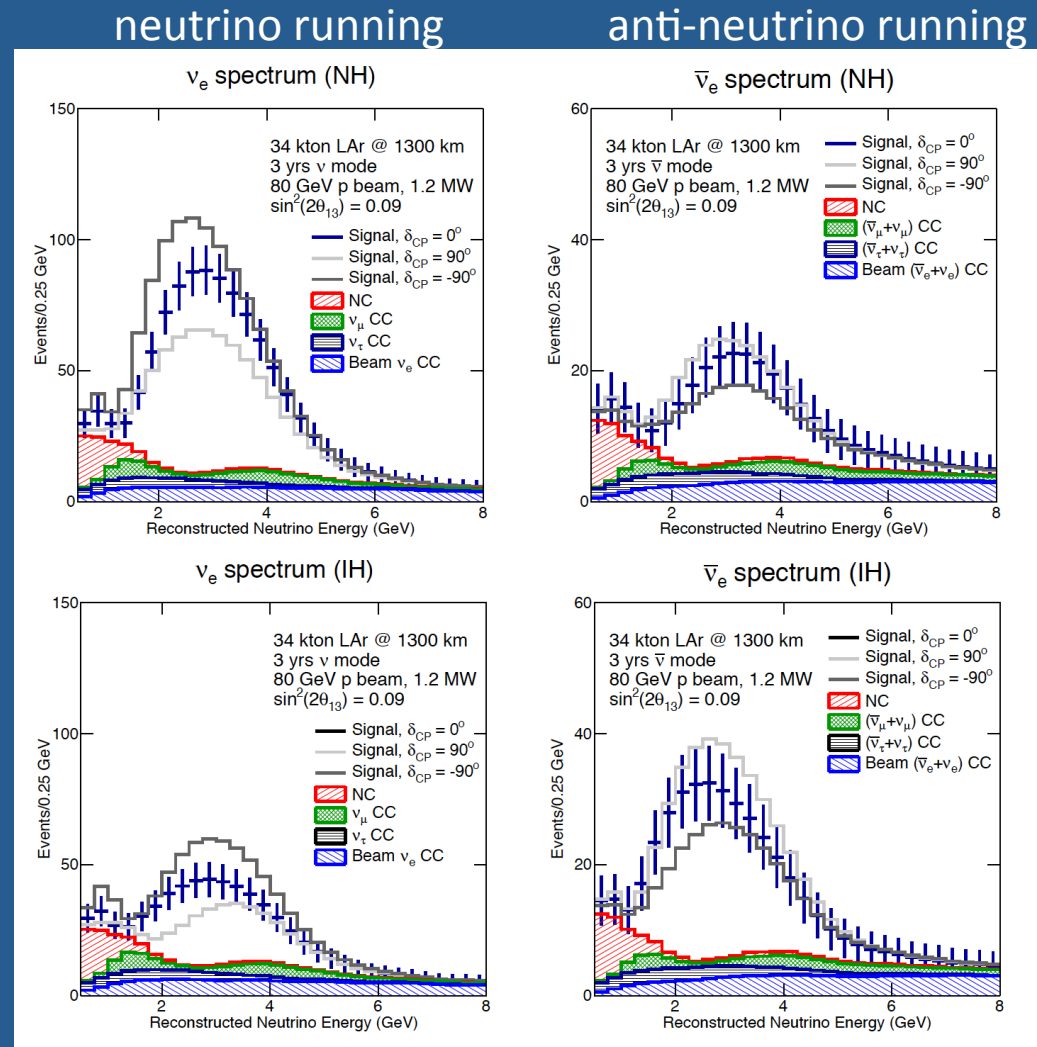 neutrino running
anti-neutrino running
νe spectrum (NH)
150
100
50
0
Events/0.25 GeV
34 kton LAr @ 1300 km
3 yrs ν mode
80 GeV p beam, 1.2 MW
sin²(2θ13) = 0.09
Signal, δCP = 0°
Signal, δCP = 90°
Signal, δCP = -90°
NC
νμ CC
ντ CC
Beam νe CC
2 4 6 8
Reconstructed Neutrino Energy (GeV)
ν̅e spectrum (NH)
60
40
20
0
Events/0.25 GeV
34 kton LAr @ 1300 km
3 yrs ν̅ mode
80 GeV p beam, 1.2 MW
sin²(2θ13) = 0.09
Signal, δCP = 0°
Signal, δCP = 90°
Signal, δCP = -90°
NC
(ν̅μ+νμ) CC
(ν̅τ+ντ) CC
Beam (ν̅e+νe) CC
2 4 6 8
Reconstructed Neutrino Energy (GeV)
νe spectrum (IH)
150
100
50
0
Events/0.25 GeV
34 kton LAr @ 1300 km
3 yrs ν mode
80 GeV p beam, 1.2 MW
sin²(2θ13) = 0.09
Signal, δCP = 0°
Signal, δCP = 90°
Signal, δCP = -90°
NC
νμ CC
ντ CC
Beam νe CC
2 4 6 8
Reconstructed Neutrino Energy (GeV)
ν̅e spectrum (IH)
60
40
20
0
Events/0.25 GeV
34 kton LAr @ 1300 km
3 yrs ν̅ mode
80 GeV p beam, 1.2 MW
sin²(2θ13) = 0.09
Signal, δCP = 0°
Signal, δCP = 90°
Signal, δCP = -90°
NC
(ν̅μ+νμ) CC
(ν̅τ+ντ) CC
Beam (ν̅e+νe) CC
2 4 6 8
Reconstructed Neutrino Energy (GeV)